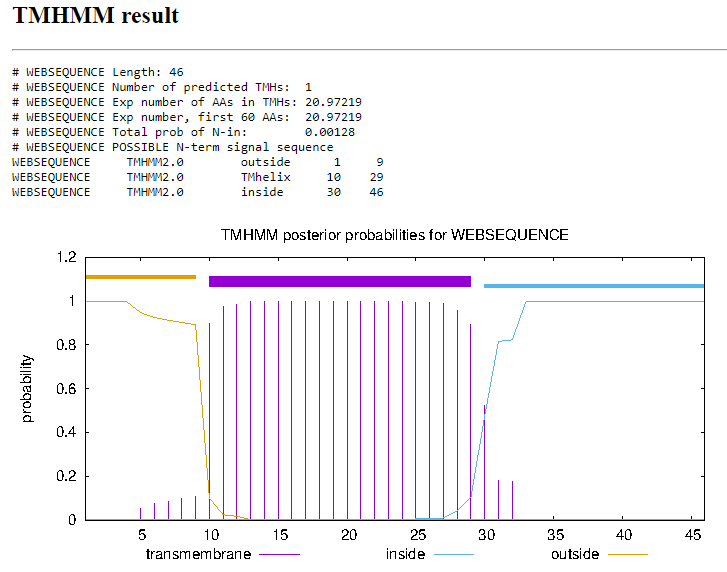 TMHMM result
# WEBSEQUENCE Length: 46
# WEBSEQUENCE Number of predicted TMHs:  1
# WEBSEQUENCE Exp number of AAs in TMHs: 20.97219
# WEBSEQUENCE Exp number, first 60 AAs:  20.97219
# WEBSEQUENCE Total prob of N-in:        0.00128
# WEBSEQUENCE POSSIBLE N-term signal sequence
WEBSEQUENCE     TMHMM2.0        outside      1     9
WEBSEQUENCE     TMHMM2.0        TMhelix     10    29
WEBSEQUENCE     TMHMM2.0        inside      30    46
TMHMM posterior probabilities for WEBSEQUENCE
1.2
1
0.8
0.6
0.4
0.2
0
probability
5 10 15 20 25 30 35 40 45
transmembrane inside outside